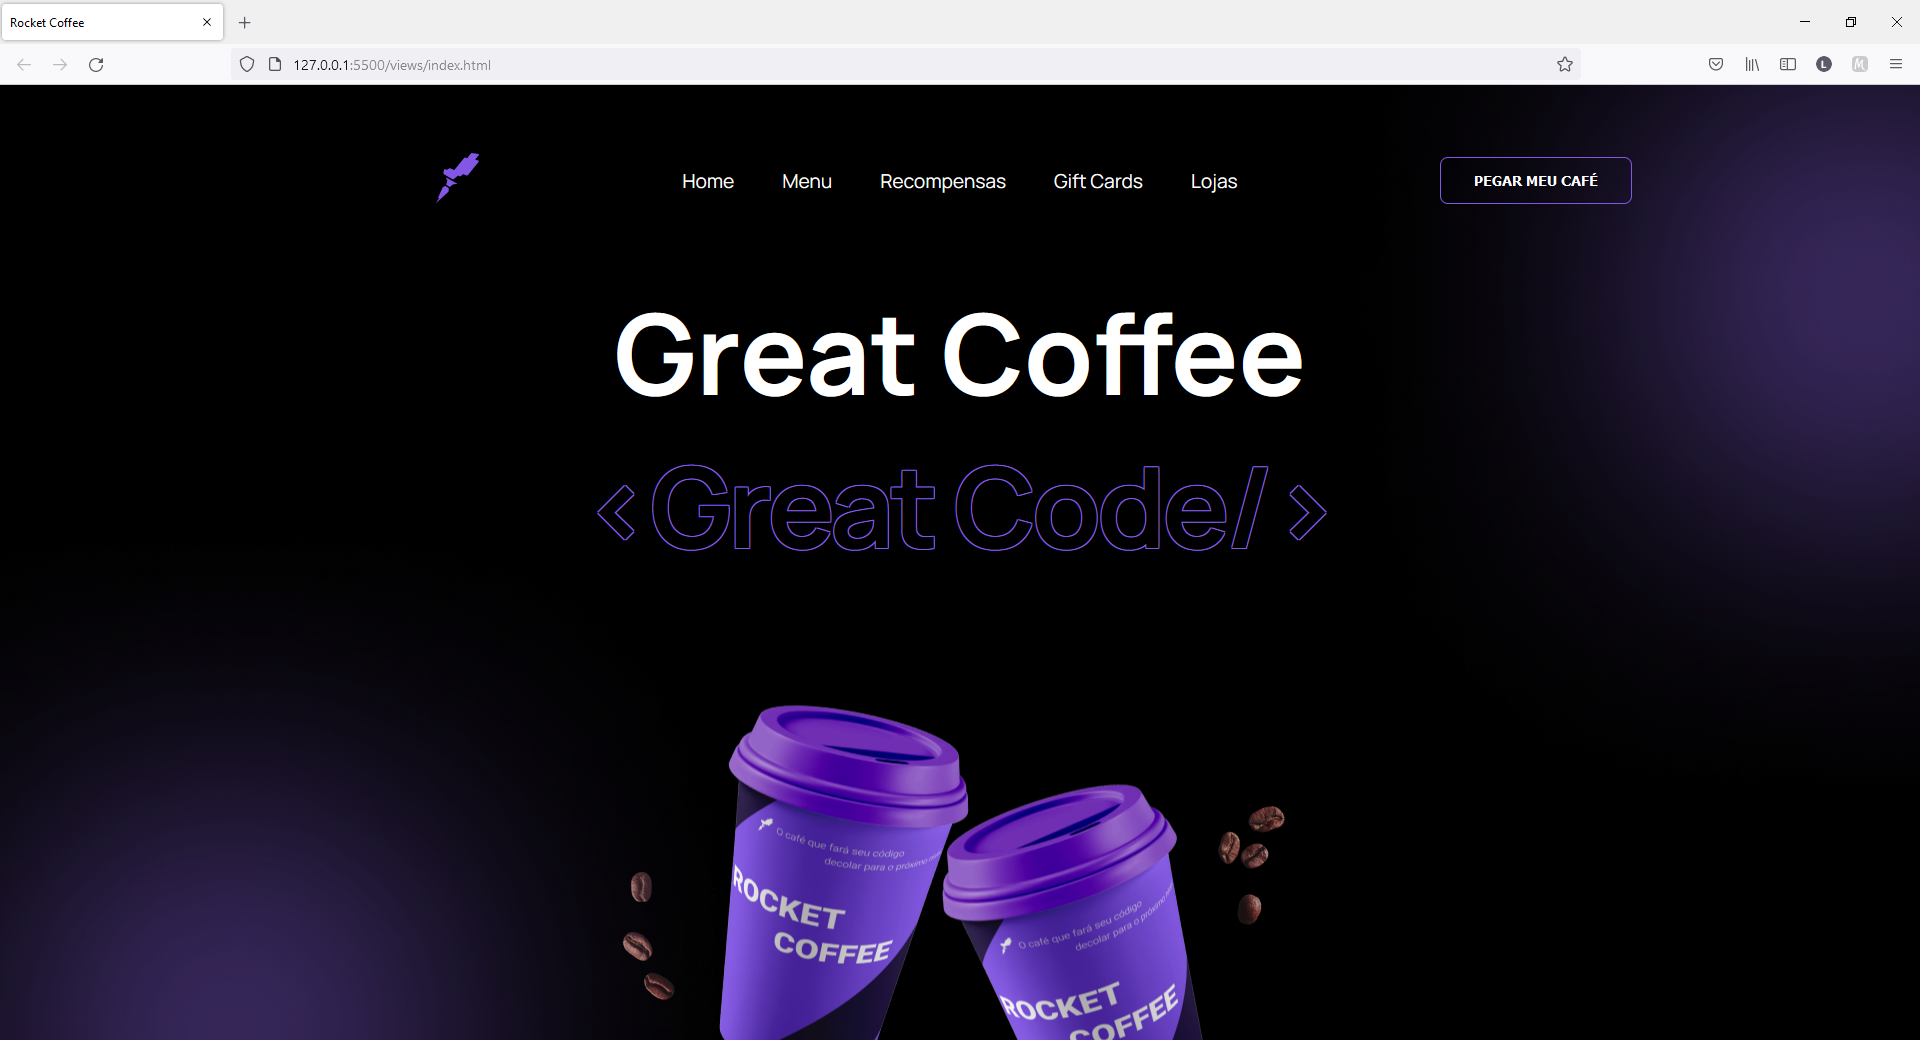 Rocket Coffee
127.0.0.1:5500/views/index.html
L
M
Home Menu Recompensas Gift Cards Lojas PEGAR MEU CAFÉ
Great Coffee
< Great Code/ >
O café que fará seu código
decolar para o próximo
ROCKET
COFFEE
O café que fará seu código
decolar para o próximo
ROCKET
COFFEE